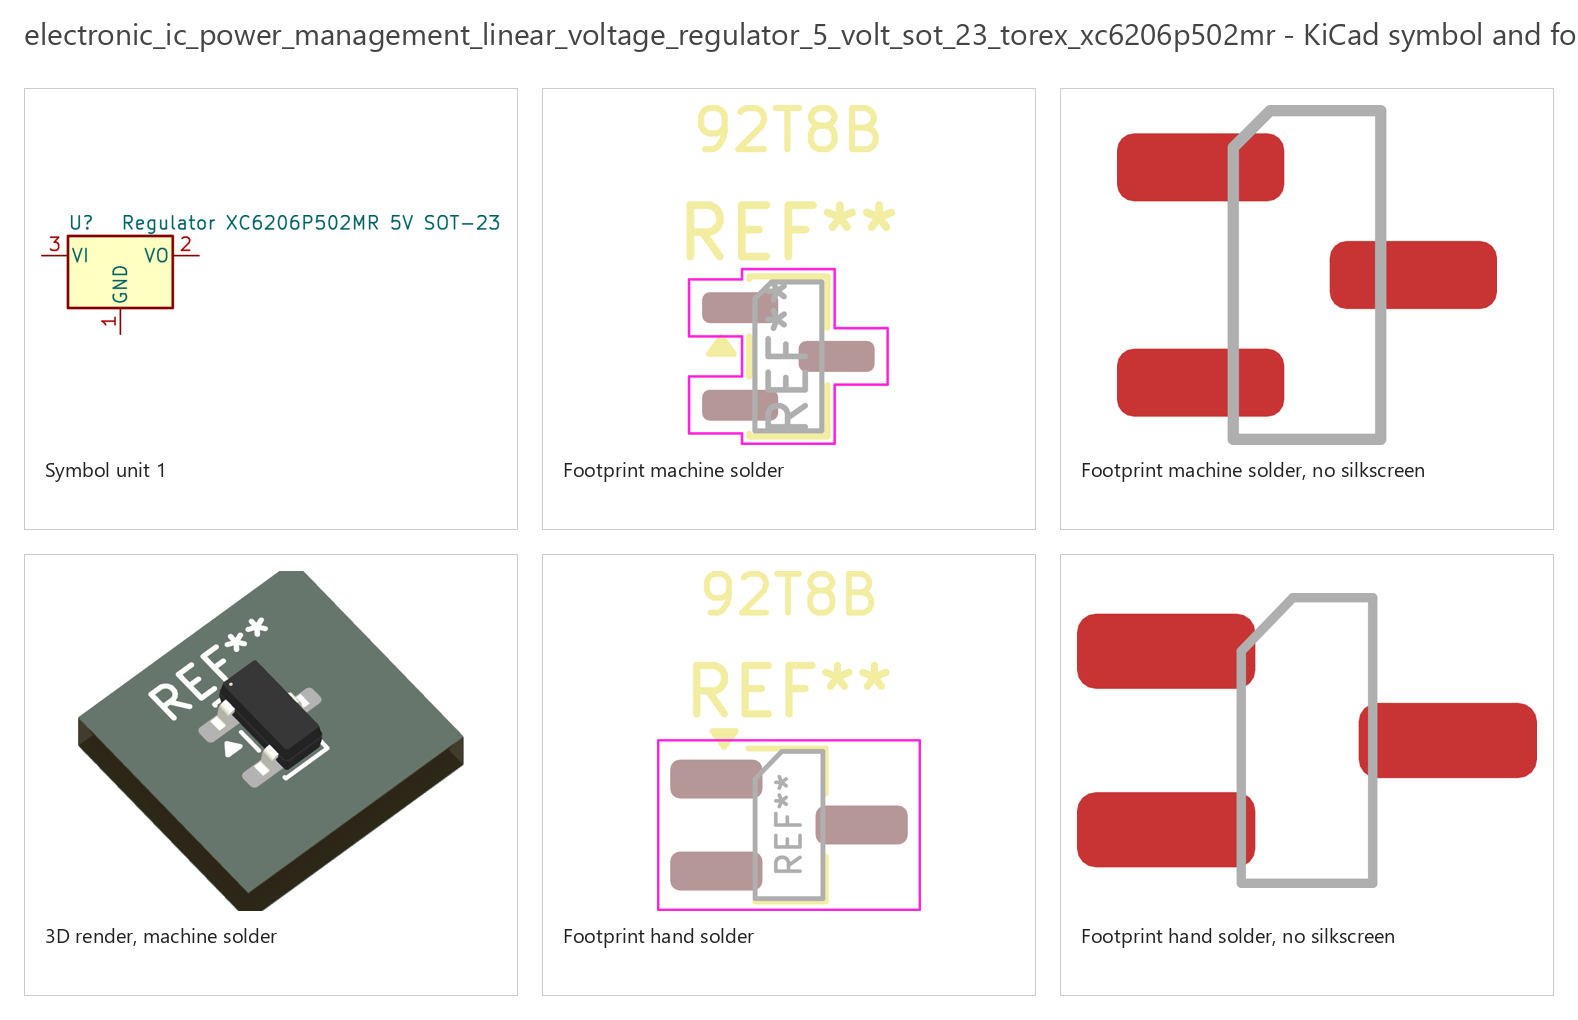 electronic_ic_power_management_linear_voltage_regulator_5_volt_sot_23_torex_xc6206p502mr - KiCad symbol and fo
U? Regulator XC6206P502MR 5V SOT-23
3 VI VO 2
GND
1
Symbol unit 1
92T8B
REF**
REF**
Footprint machine solder
Footprint machine solder, no silkscreen
REF**
3D render, machine solder
92T8B
REF**
REF**
Footprint hand solder
Footprint hand solder, no silkscreen